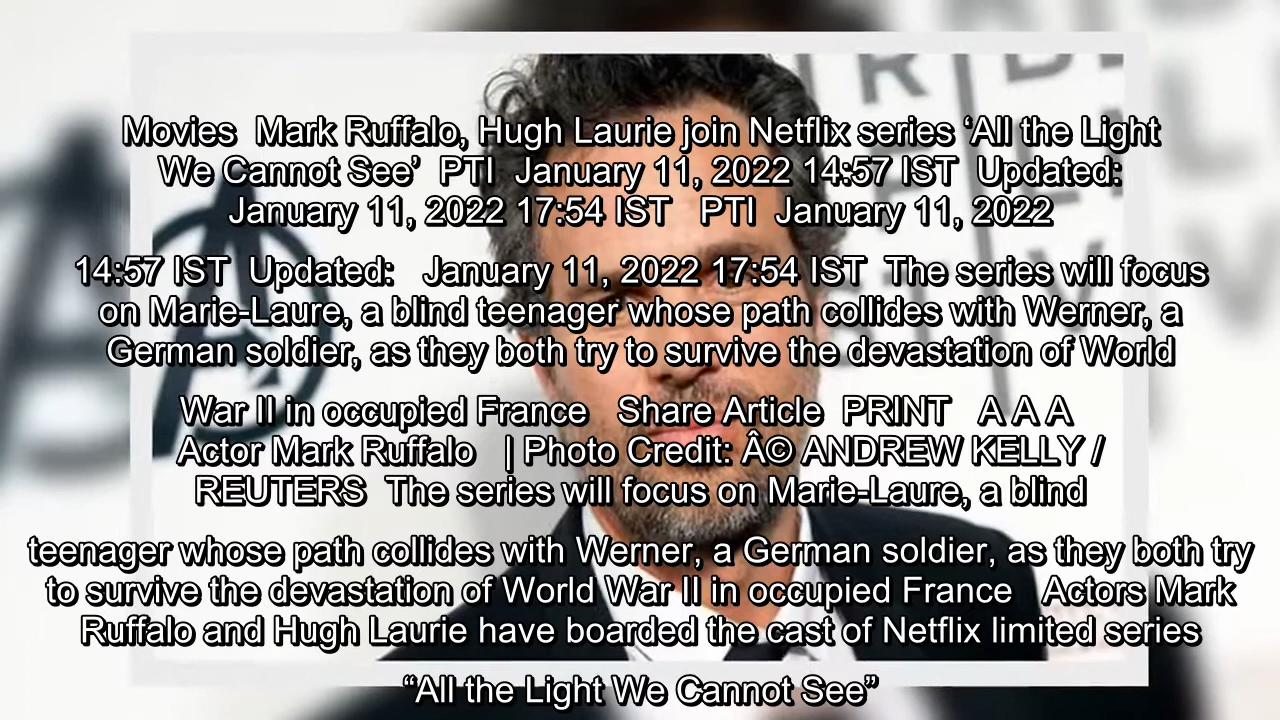 Movies  Mark Ruffalo, Hugh Laurie join Netflix series ‘All the Light
We Cannot See’  PTI  January 11, 2022 14:57 IST  Updated:
January 11, 2022 17:54 IST   PTI  January 11, 2022
14:57 IST  Updated:   January 11, 2022 17:54 IST  The series will focus
on Marie-Laure, a blind teenager whose path collides with Werner, a
German soldier, as they both try to survive the devastation of World
War II in occupied France   Share Article  PRINT   A A A
Actor Mark Ruffalo   | Photo Credit: Â© ANDREW KELLY /
REUTERS  The series will focus on Marie-Laure, a blind
teenager whose path collides with Werner, a German soldier, as they both try
to survive the devastation of World War II in occupied France   Actors Mark
Ruffalo and Hugh Laurie have boarded the cast of Netflix limited series
“All the Light We Cannot See”